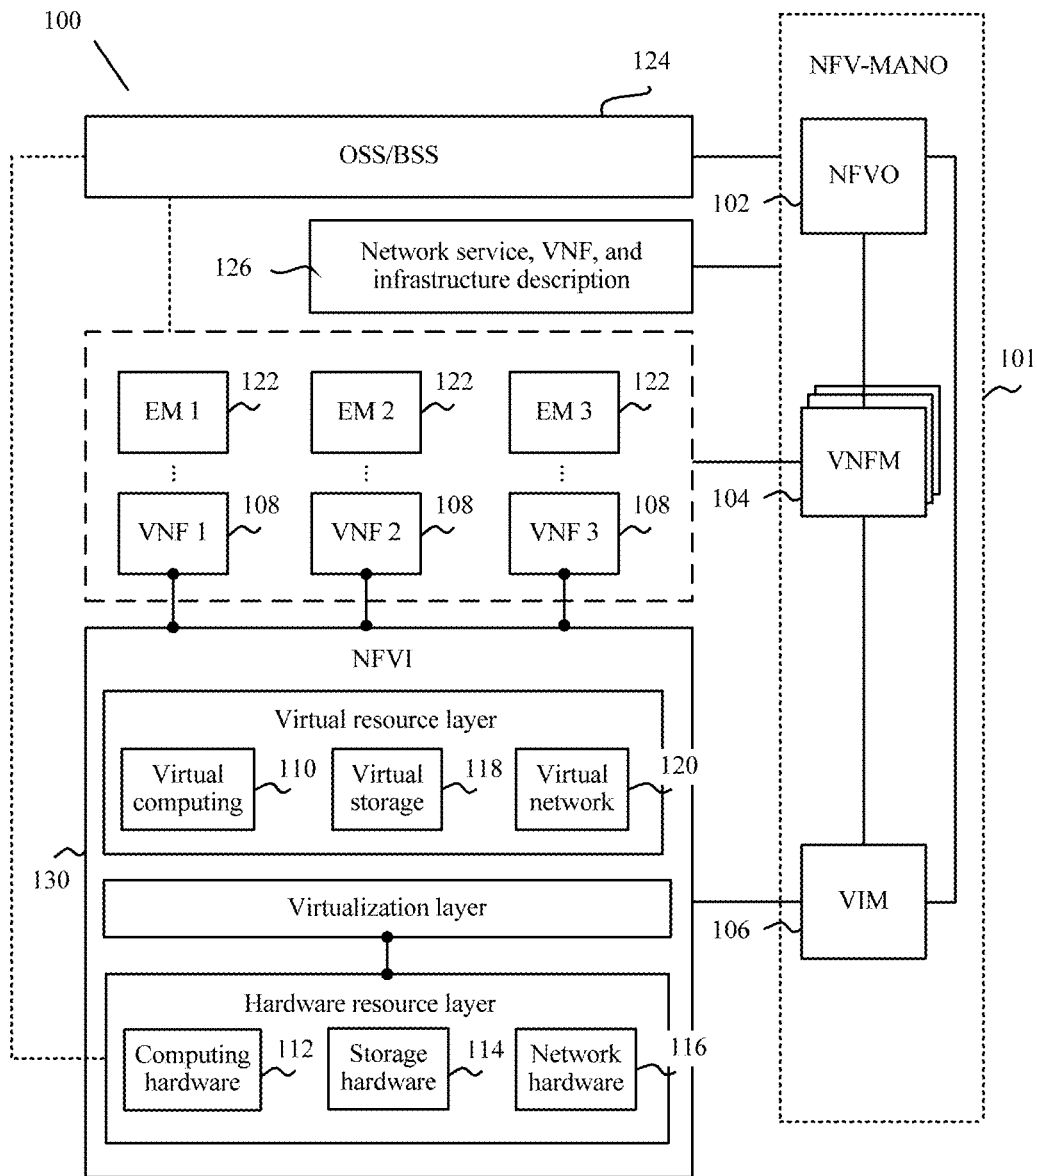 100
124
NFV-MANO
OSS/BSS
NFVO
102
Network service, VNF, and
infrastructure description
126
101
EM 1
122
EM 2
122
EM 3
122
...
...
...
VNFM
104
VNF 1
108
VNF 2
108
VNF 3
108
NFVI
Virtual resource layer
Virtual
computing
110
Virtual
storage
118
Virtual
network
120
130
Virtualization layer
VIM
106
Hardware resource layer
Computing
hardware
112
Storage
hardware
114
Network
hardware
116